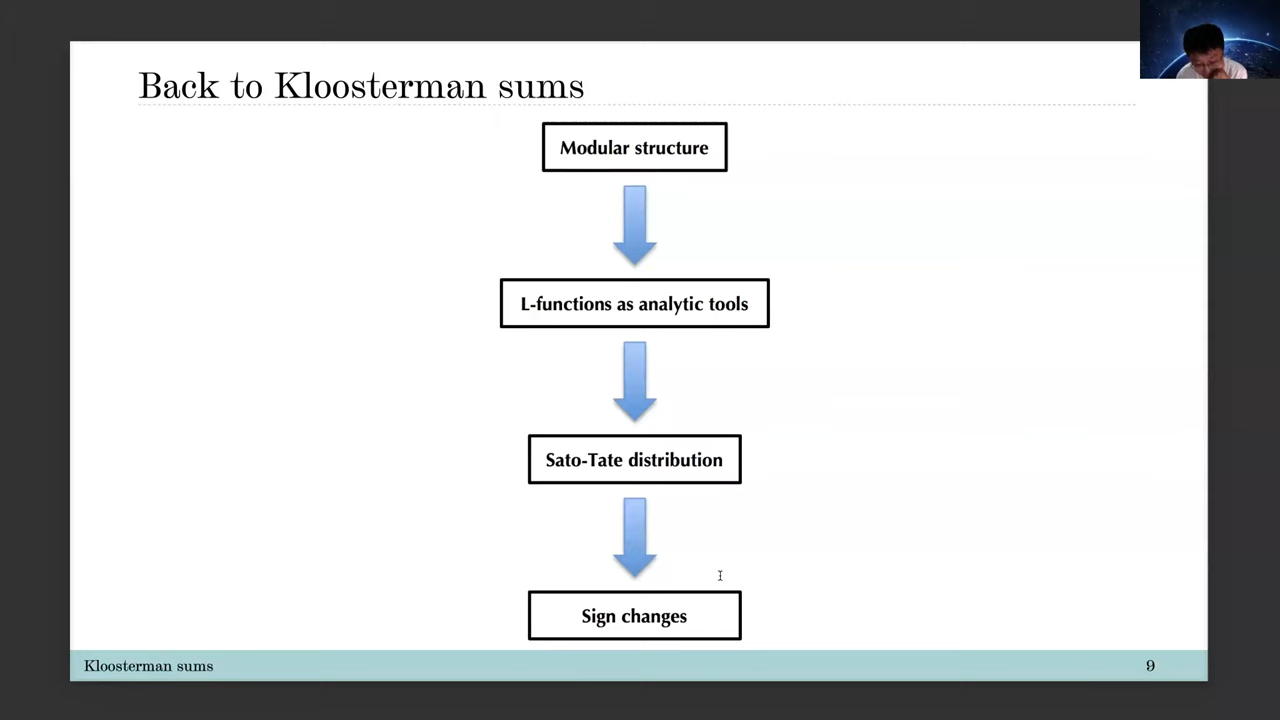 Back to Kloosterman sums
Modular structure
L-functions as analytic tools
Sato-Tate distribution
Sign changes
Kloosterman sums
9